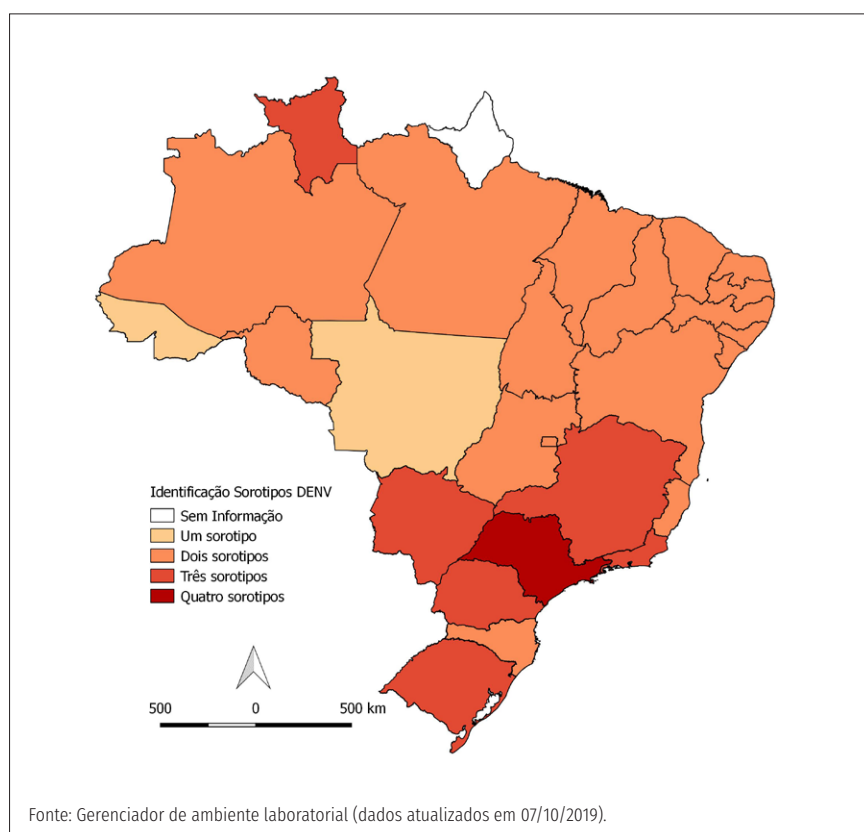 Identificação Sorotipos DENV
Sem Informação
Um sorotipo
Dois sorotipos
Três sorotipos
Quatro sorotipos
500 0 500 km
Fonte: Gerenciador de ambiente laboratorial (dados atualizados em 07/10/2019).